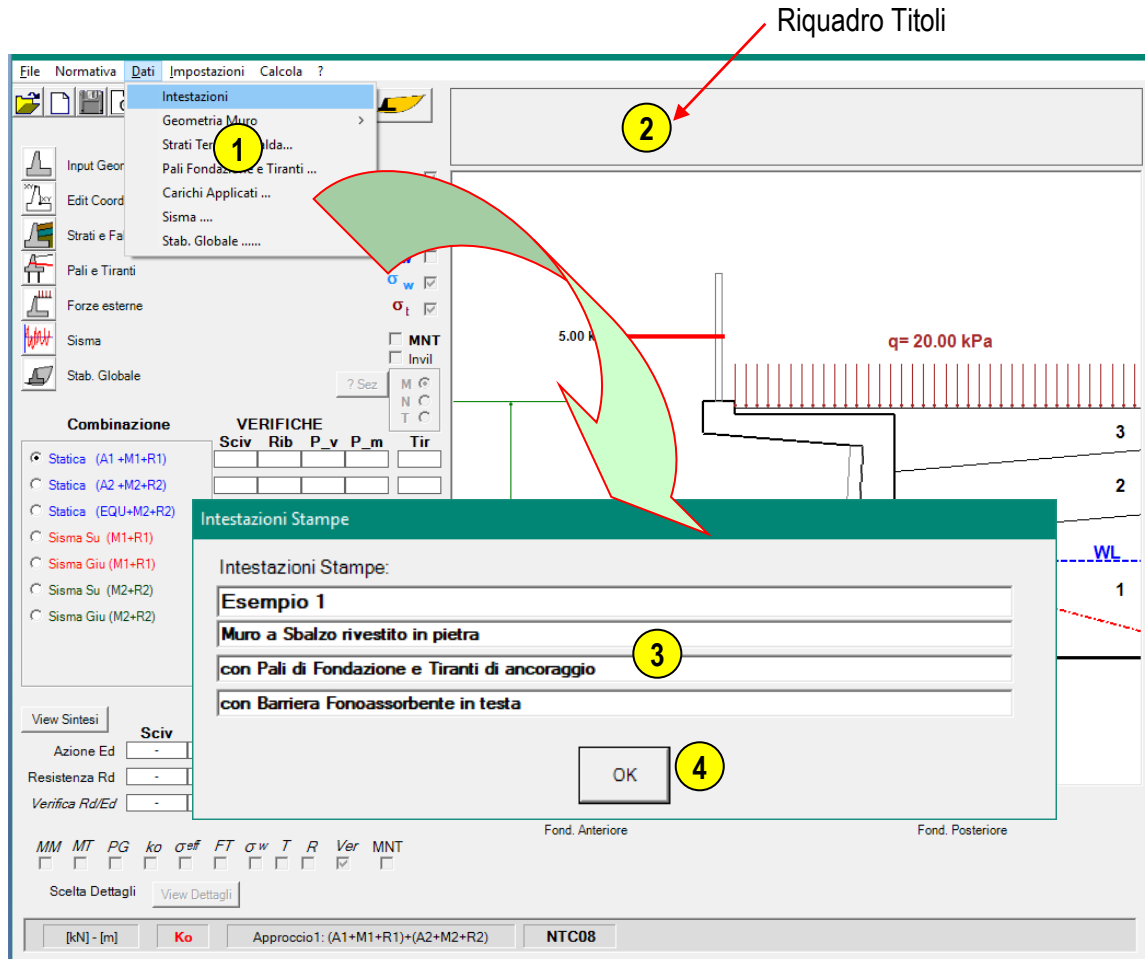 Riquadro Titoli
File Normativa Dati Impostazioni Calcola ?
Intestazioni
Geometria Muro >
Strati Ter alda...
Pali Fondazione e Tiranti ...
Carichi Applicati ...
Sisma ....
Stab. Globale ......
1
2
Input Geor
Edit Coord
Strati e Fal
Pali e Tiranti
Forze esterne
Sisma
Stab. Globale
σ w
σ t
MNT
Invil
? Sez
M
N
T
5.00 k
q= 20.00 kPa
3
2
WL
1
Combinazione VERIFICHE
Sciv Rib P_v P_m Tir
Statica (A1 +M1+R1)
Statica (A2 +M2+R2)
Statica (EQU+M2+R2)
Sisma Su (M1+R1)
Sisma Giu (M1+R1)
Sisma Su (M2+R2)
Sisma Giu (M2+R2)
Intestazioni Stampe
Intestazioni Stampe:
Esempio 1
Muro a Sbalzo rivestito in pietra
con Pali di Fondazione e Tiranti di ancoraggio
con Barriera Fonoassorbente in testa
3
OK
4
View Sintesi
Sciv
Azione Ed -
Resistenza Rd -
Verifica Rd/Ed -
Fond. Anteriore Fond. Posteriore
MM MT PG ko σeff FT σw T R Ver MNT
Scelta Dettagli View Dettagli
[kN] - [m] Ko Approccio1: (A1+M1+R1)+(A2+M2+R2) NTC08